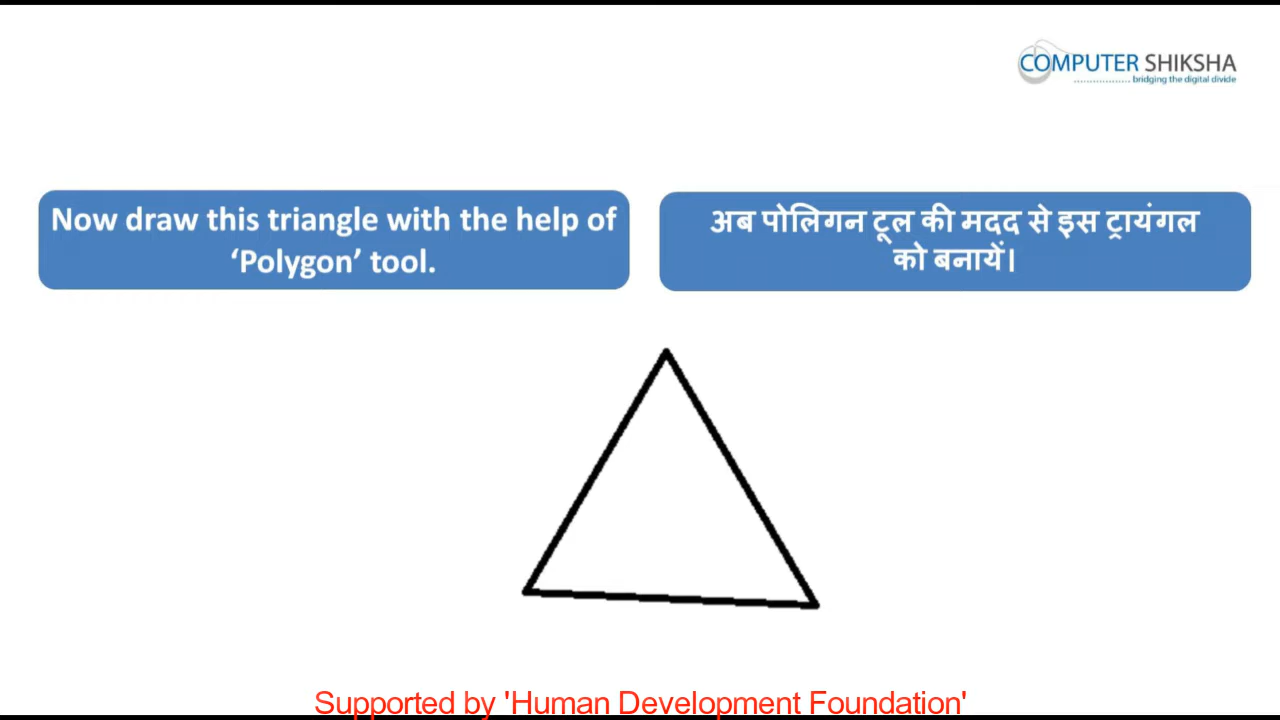 COMPUTER SHIKSHA
.................. bridging the digital divide
Now draw this triangle with the help of
‘Polygon’ tool.
अब पोलिगन टूल की मदद से इस ट्रायंगल
को बनायें।
Supported by 'Human Development Foundation'